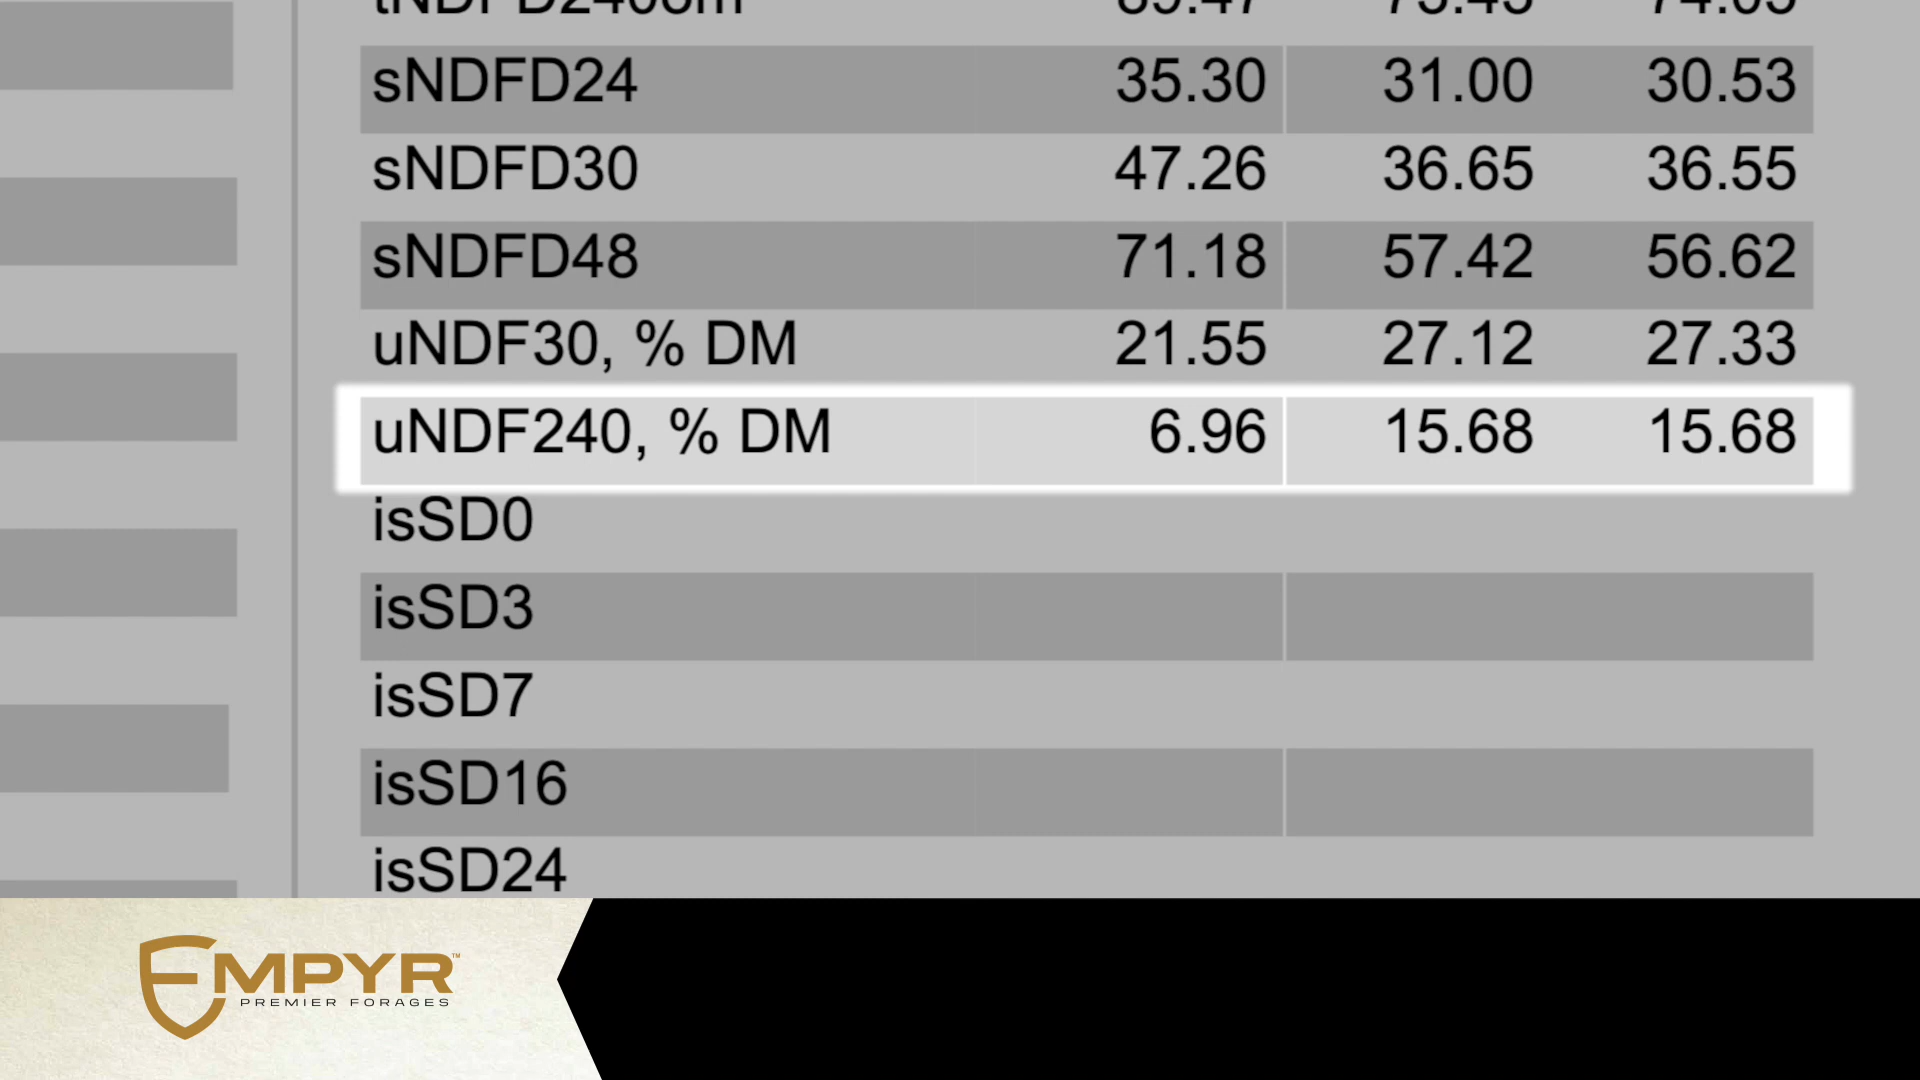 sNDFD24 35.30 31.00 30.53
sNDFD30 47.26 36.65 36.55
sNDFD48 71.18 57.42 56.62
uNDF30, % DM 21.55 27.12 27.33
uNDF240, % DM 6.96 15.68 15.68
isSD0
isSD3
isSD7
isSD16
isSD24
EMPYR™
PREMIER FORAGES